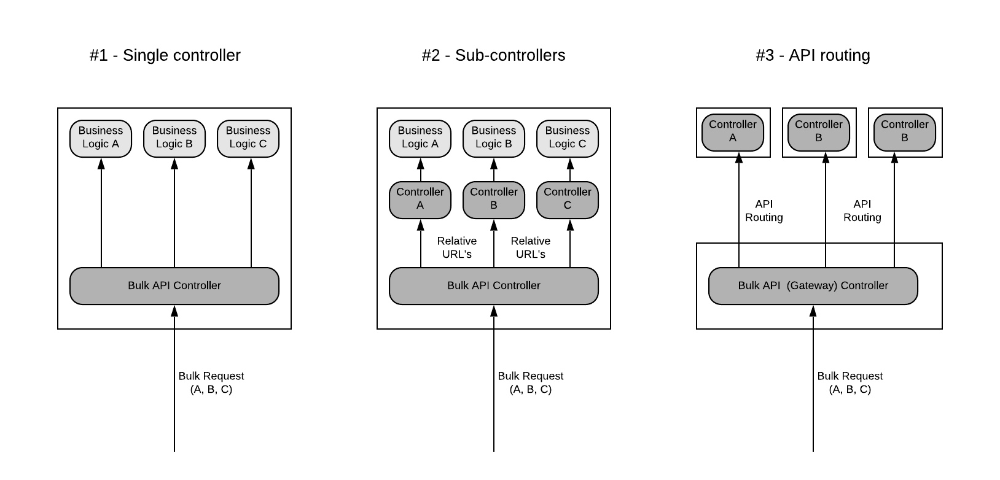 #1 - Single controller
Business
Logic A
Business
Logic B
Business
Logic C
Bulk API Controller
Bulk Request
(A, B, C)
#2 - Sub-controllers
Business
Logic A
Business
Logic B
Business
Logic C
Controller
A
Controller
B
Controller
C
Relative
URL's
Relative
URL's
Bulk API Controller
Bulk Request
(A, B, C)
#3 - API routing
Controller
A
Controller
B
Controller
B
API
Routing
API
Routing
Bulk API  (Gateway) Controller
Bulk Request
(A, B, C)